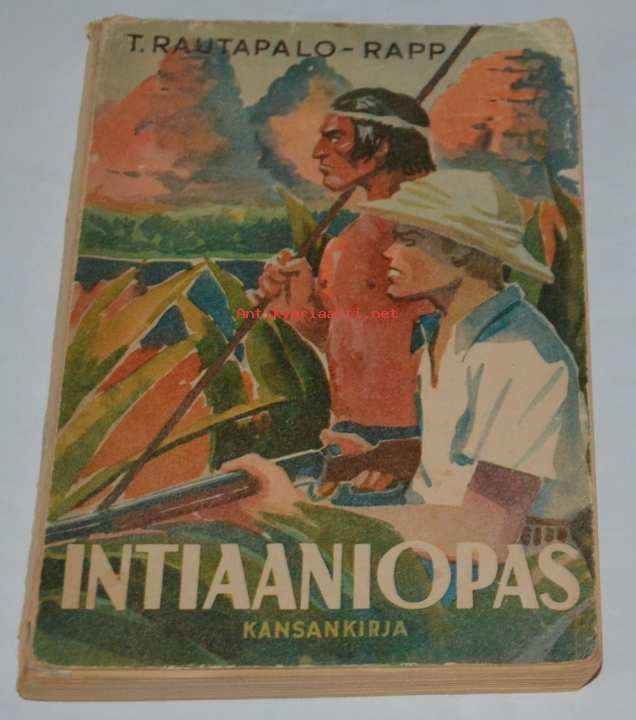 T. RAUTAPALO-RAPP
Antikvariaatti.net
INTIAANIOPAS
KANSANKIRJA